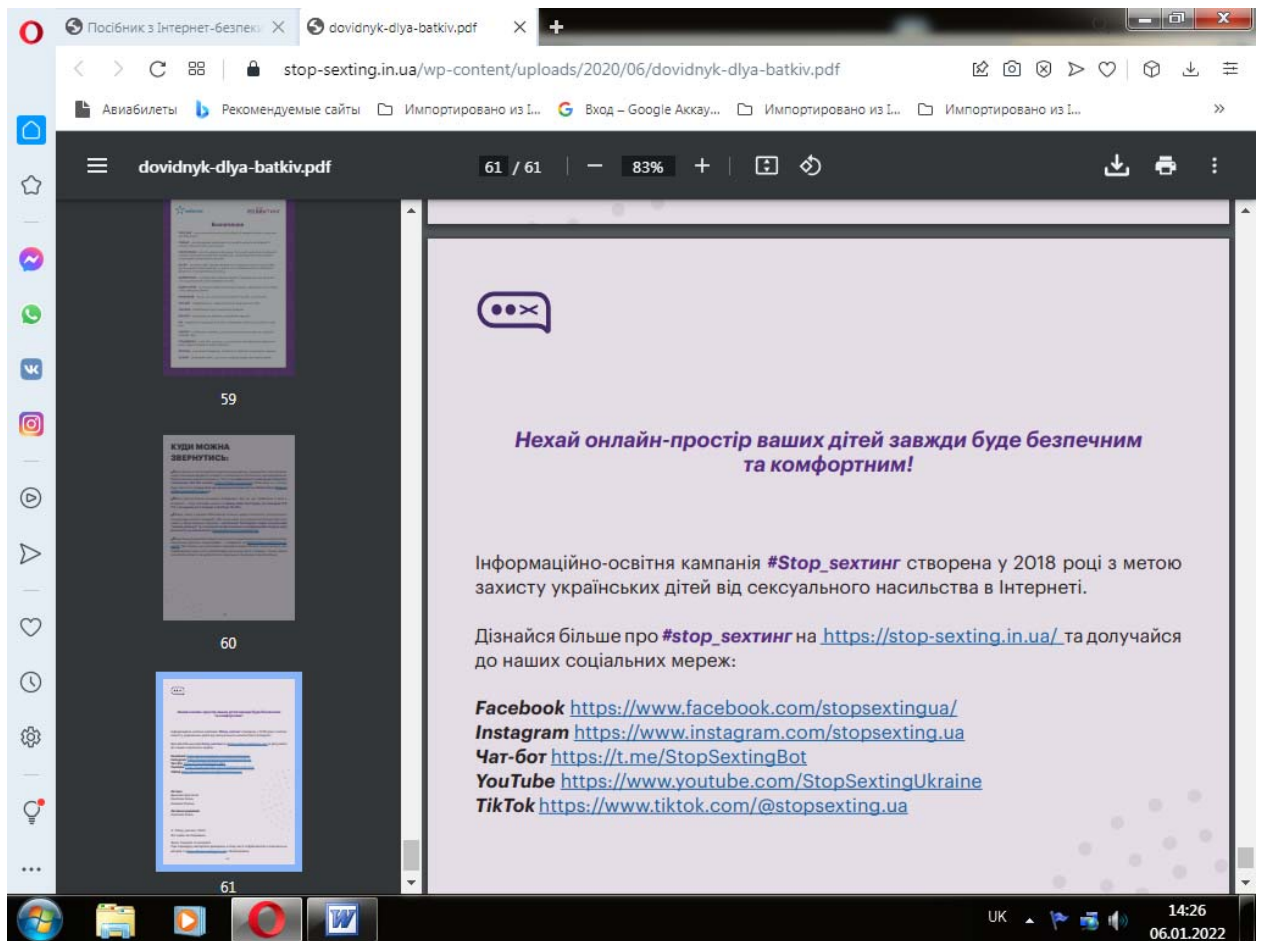 Посібник з Інтернет-безпек
dovidnyk-dlya-batkiv.pdf
stop-sexting.in.ua/wp-content/uploads/2020/06/dovidnyk-dlya-batkiv.pdf
Авиабилеты Рекомендуемые сайты Импортировано из I... Вход – Google Аккау... Импортировано из I... Импортировано из I...
dovidnyk-dlya-batkiv.pdf 61 / 61 83%
59
КУДИ МОЖНА
ЗВЕРНУТИСЬ:
60
61
Нехай онлайн-простір ваших дітей завжди буде безпечним
та комфортним!
Інформаційно-освітня кампанія #Stop_sexтинг створена у 2018 році з метою
захисту українських дітей від сексуального насильства в Інтернеті.
Дізнайся більше про #stop_sexтинг на https://stop-sexting.in.ua/ та долучайся
до наших соціальних мереж:
Facebook https://www.facebook.com/stopsextingua/
Instagram https://www.instagram.com/stopsexting.ua
Чат-бот https://t.me/StopSextingBot
YouTube https://www.youtube.com/StopSextingUkraine
TikTok https://www.tiktok.com/@stopsexting.ua
UK 14:26
06.01.2022